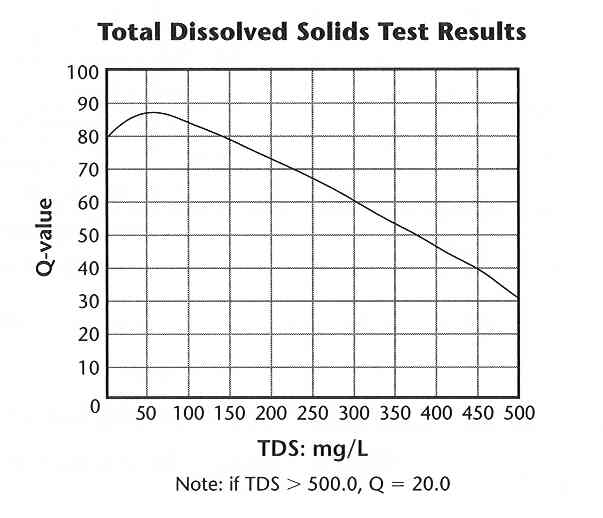 Total Dissolved Solids Test Results
100
90
80
70
60
50
40
30
20
10
0
Q-value
50 100 150 200 250 300 350 400 450 500
TDS: mg/L
Note: if TDS > 500.0, Q = 20.0